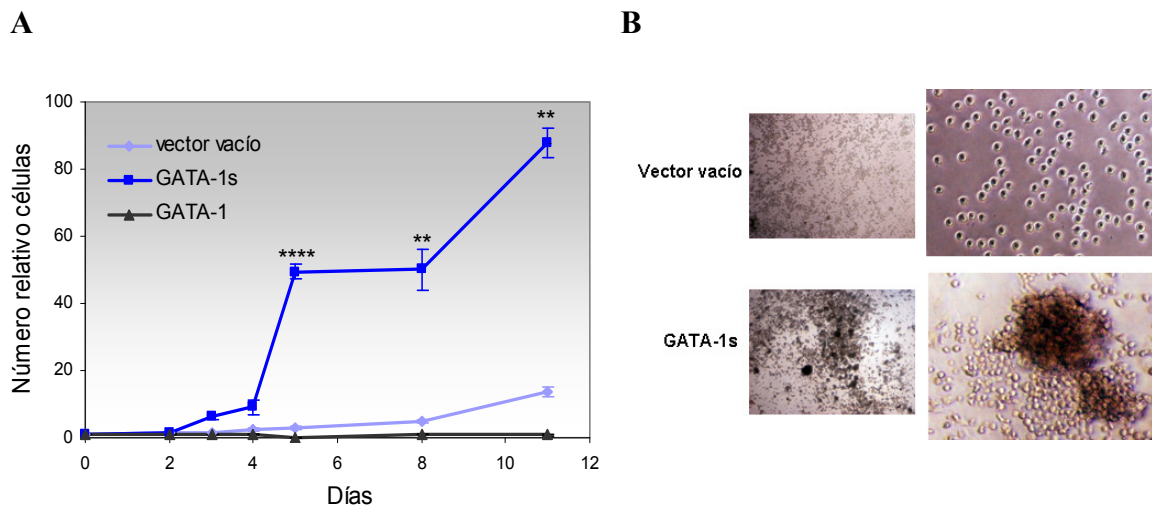 A
B
100
80
60
40
20
0
Número relativo células
vector vacío
GATA-1s
GATA-1
****
**
**
0
2
4
6
8
10
12
Días
Vector vacío
GATA-1s